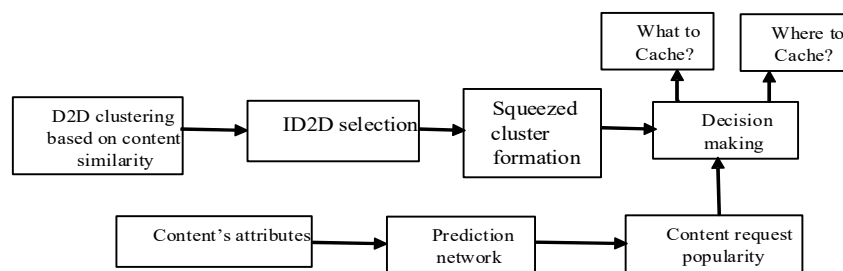 What to
Cache?
Where to
Cache?
D2D clustering
based on content
similarity
ID2D selection
Squeezed
cluster
formation
Decision
making
Content's attributes
Prediction
network
Content request
popularity